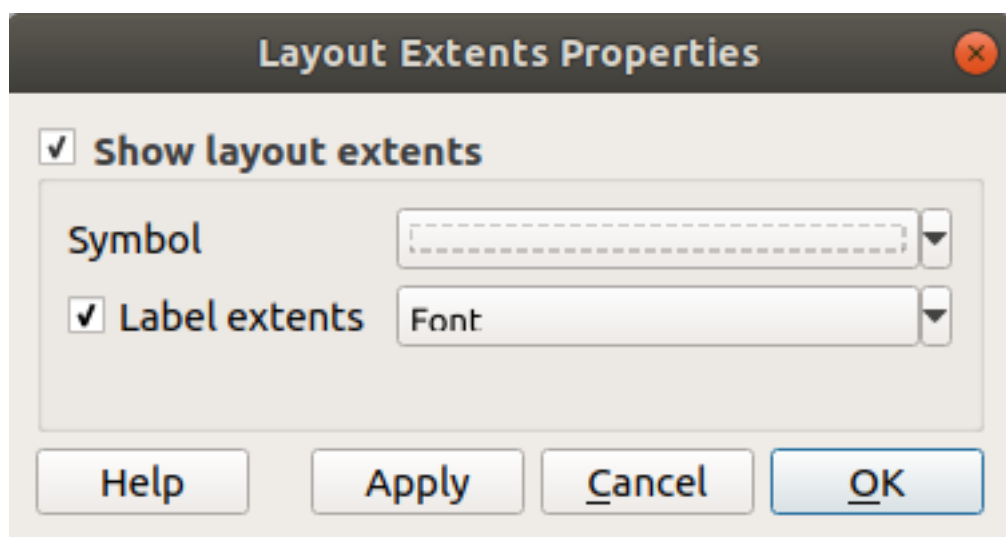 Layout Extents Properties
Show layout extents
Symbol
Label extents Font
Help Apply Cancel OK